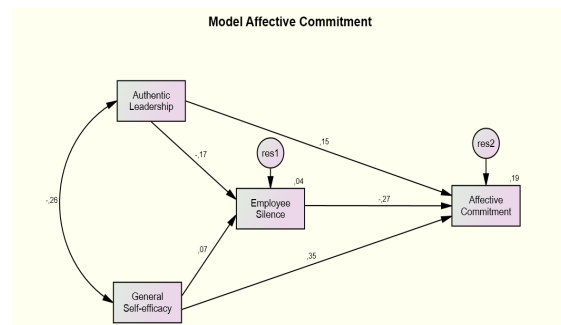 Model Affective Commitment
Authentic
Leadership
,15
res1
res2
-,17
,04
,19
-,26
Employee
Silence
-,27
Affective
Commitment
,07
,35
General
Self-efficacy